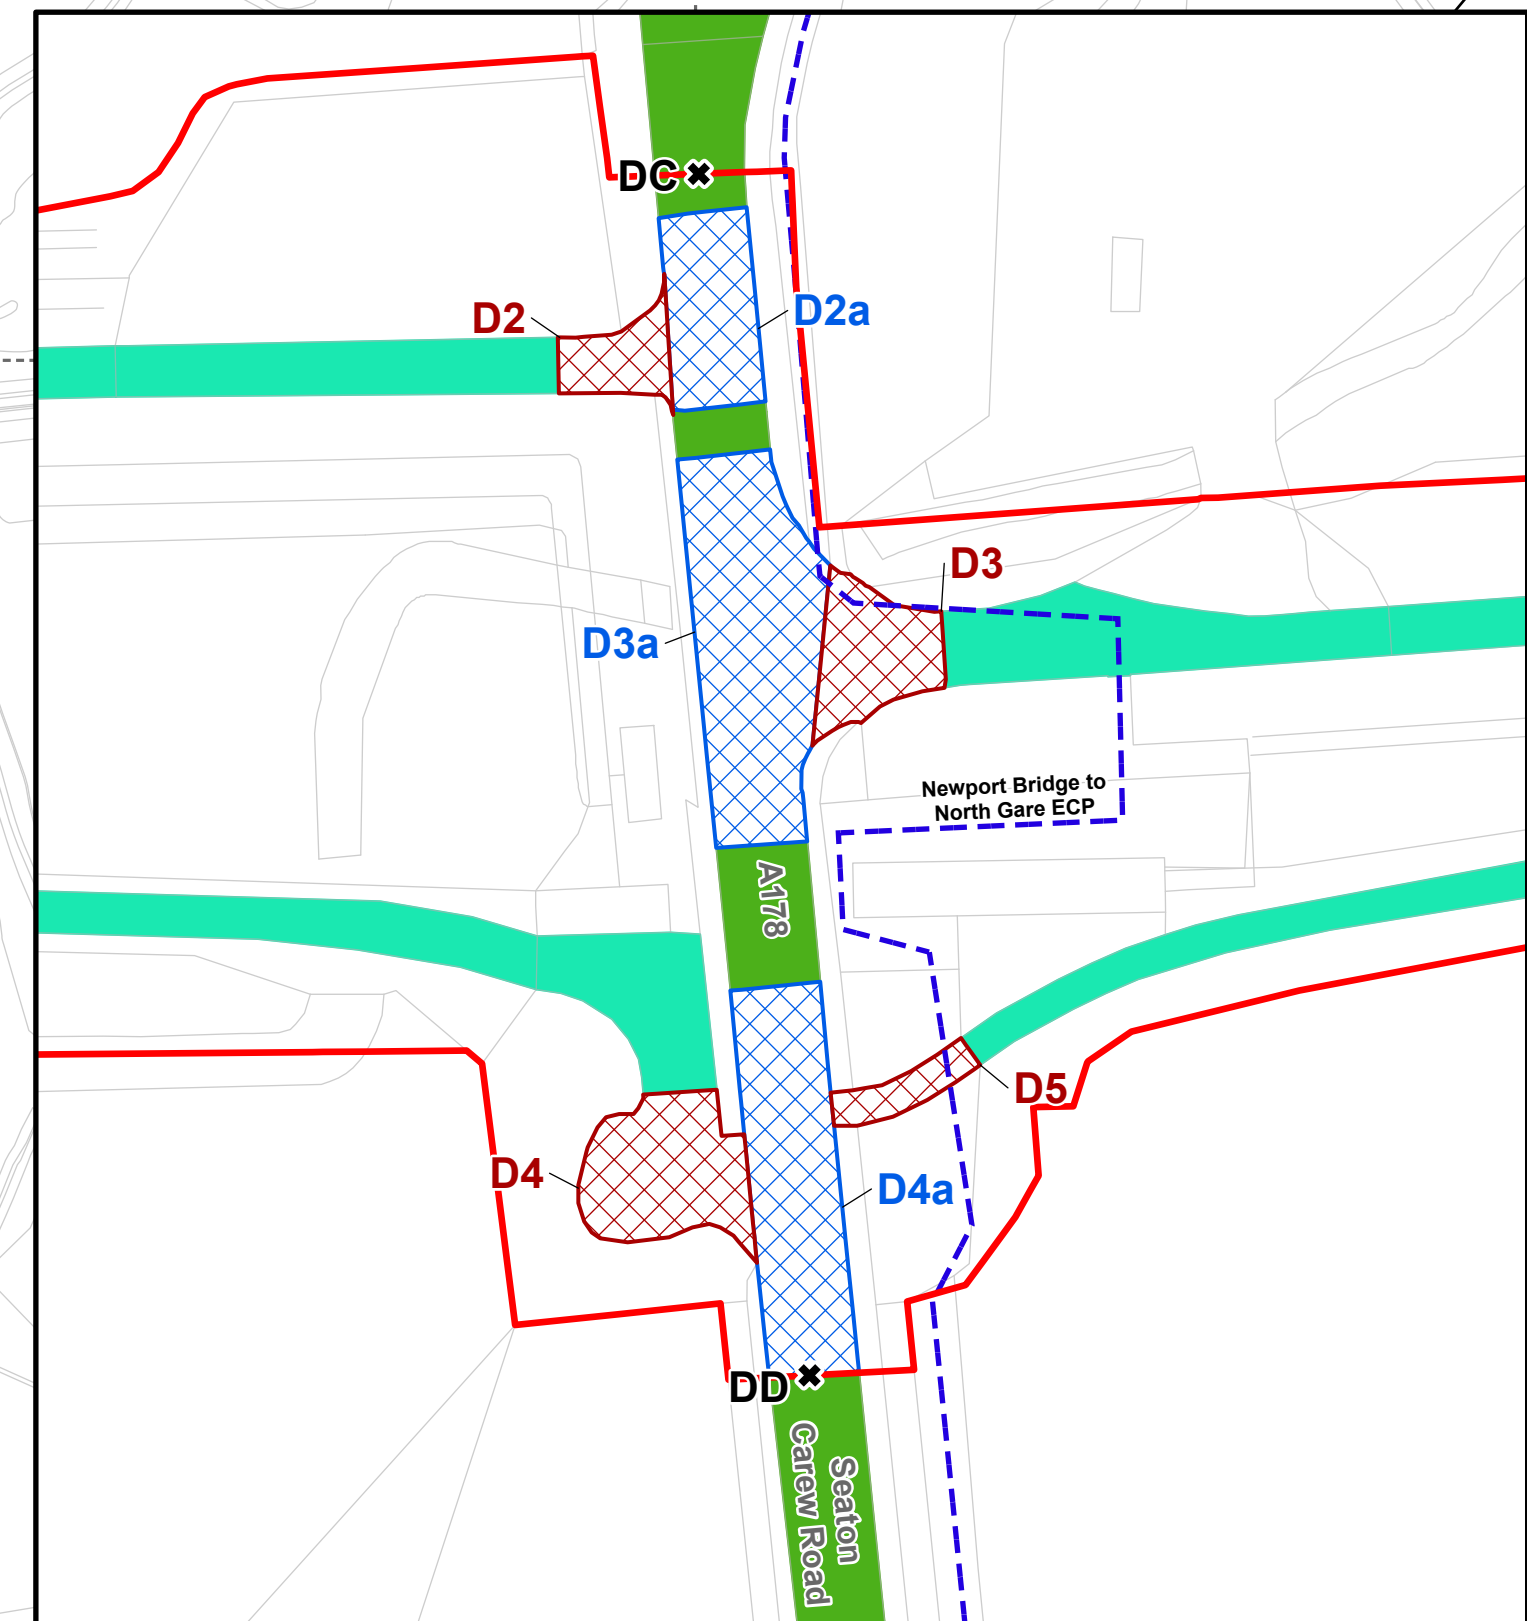 DC
D2
D2a
D3
D3a
Newport Bridge to
North Gare ECP
A178
D5
D4
D4a
DD
Seaton
Carew Road